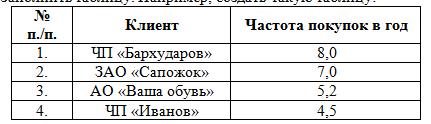 заполнить таблицу. Например, создать такую таблицу:
№ п./п. Клиент Частота покупок в год
1. ЧП «Бархударов» 8,0
2. ЗАО «Сапожок» 7,0
3. АО «Ваша обувь» 5,2
4. ЧП «Иванов» 4,5